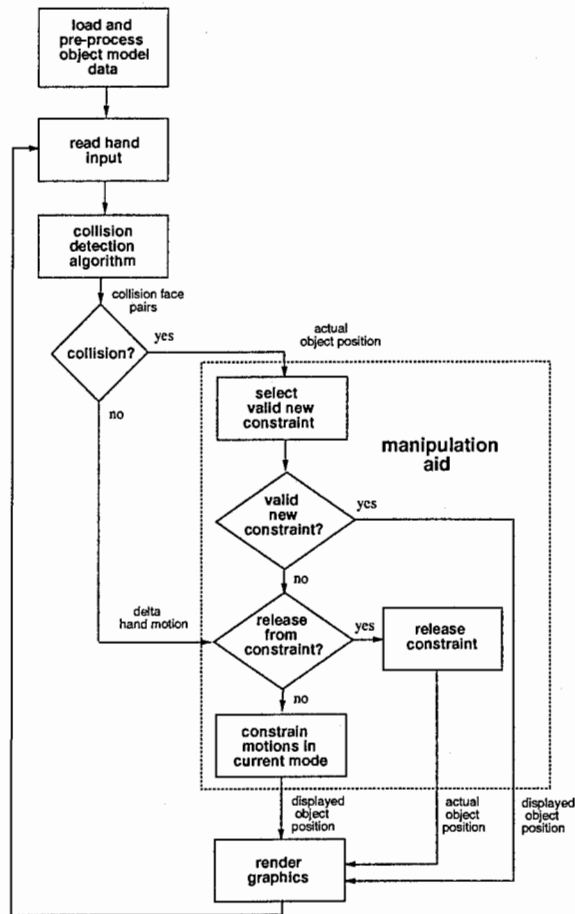 load and
pre-process
object model
data
read hand
input
collision
detection
algorithm
collision face
pairs
collision?
yes
no
actual
object position
select
valid new
constraint
manipulation
aid
valid
new
constraint?
yes
no
delta
hand motion
release
from
constraint?
yes
no
release
constraint
constrain
motions in
current mode
displayed
object
position
actual
object
position
displayed
object
position
render
graphics